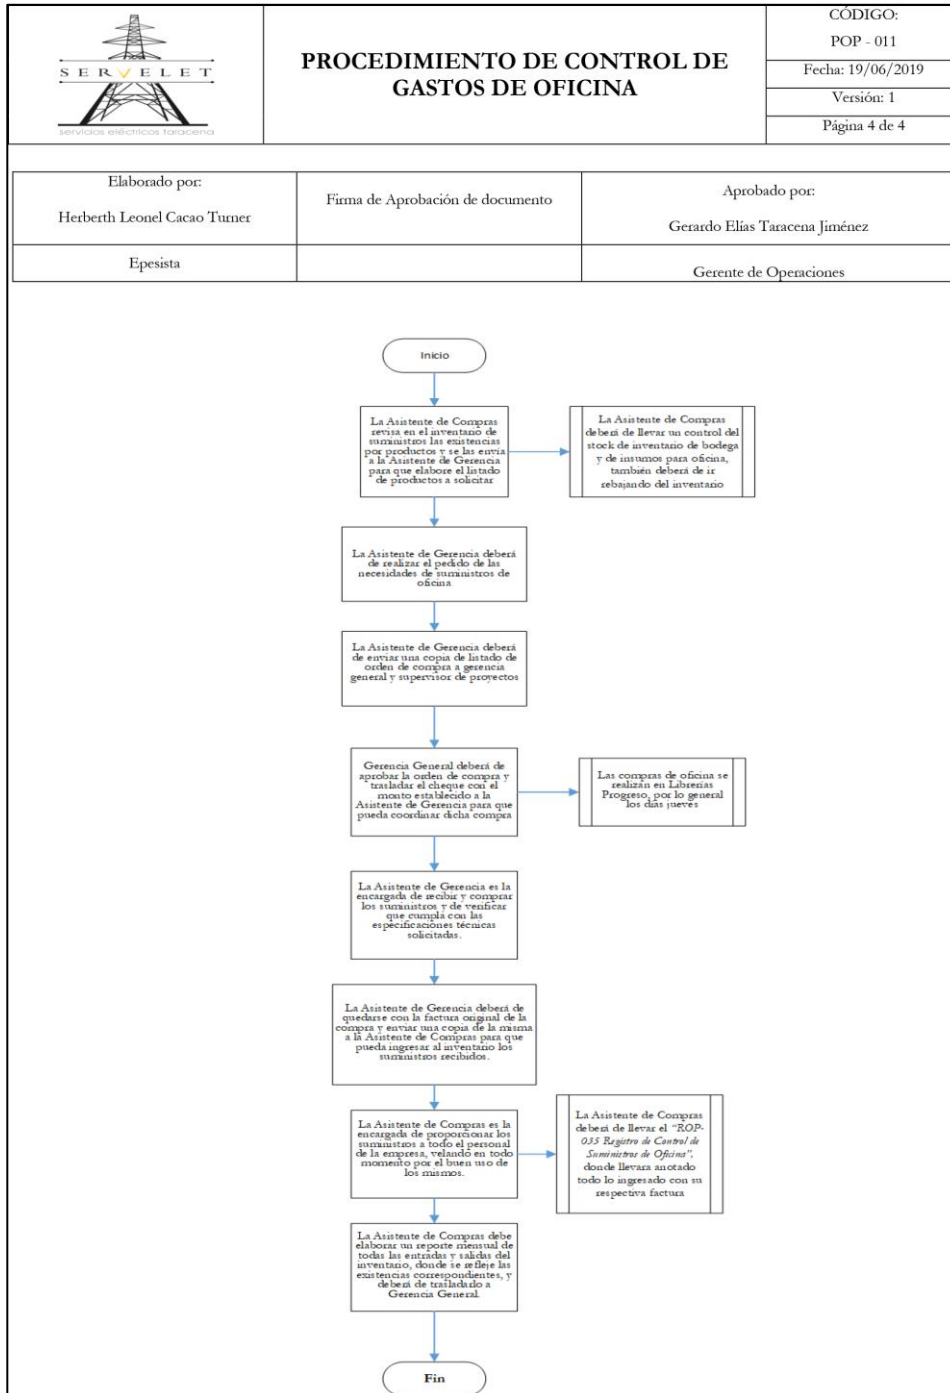 SERVELET
servicios eléctricos taracena
PROCEDIMIENTO DE CONTROL DE
GASTOS DE OFICINA
CÓDIGO:
POP - 011
Fecha: 19/06/2019
Versión: 1
Página 4 de 4
Elaborado por:
Herberth Leonel Cacao Turner
Firma de Aprobación de documento
Aprobado por:
Gerardo Elías Taracena Jiménez
Epesista
Gerente de Operaciones
Inicio
La Asistente de Compras
revisa en el inventario de
suministros las existencias
por productos y se las envía
a la Asistente de Gerencia
para que elabore el listado
de productos a solicitar
La Asistente de Compras
deberá de llevar un control del
stock de inventario de bodega
y de insumos para oficina,
también deberá de ir
rebajando del inventario
La Asistente de Gerencia deberá
de realizar el pedido de las
necesidades de suministros de
oficina
La Asistente de Gerencia deberá
de enviar una copia de listado de
orden de compra a gerencia
general y supervisor de proyectos
Gerencia General deberá de
aprobar la orden de compra y
trasladar el cheque con el
monto establecido a la
Asistente de Gerencia para que
pueda coordinar dicha compra
Las compras de oficina se
realizan en Librerías
Progreso, por lo general
los días jueves
La Asistente de Gerencia es la
encargada de recibir y comprar
los suministros y de verificar
que cumpla con las
especificaciones técnicas
solicitadas.
La Asistente de Gerencia deberá de
quedarse con la factura original de la
compra y enviar una copia de la misma
a la Asistente de Compras para que
pueda ingresar al inventario los
suministros recibidos.
La Asistente de Compras es la
encargada de proporcionar los
suministros a todo el personal
de la empresa, velando en todo
momento por el buen uso de
los mismos.
La Asistente de Compras
deberá de llevar el “ROP-
035 Registro de Control de
Suministros de Oficina”,
donde llevara anotado
todo lo ingresado con su
respectiva factura
La Asistente de Compras debe
elaborar un reporte mensual de
todas las entradas y salidas del
inventario, donde se refleje las
existencias correspondientes, y
deberá de trasladarlo a
Gerencia General.
Fin